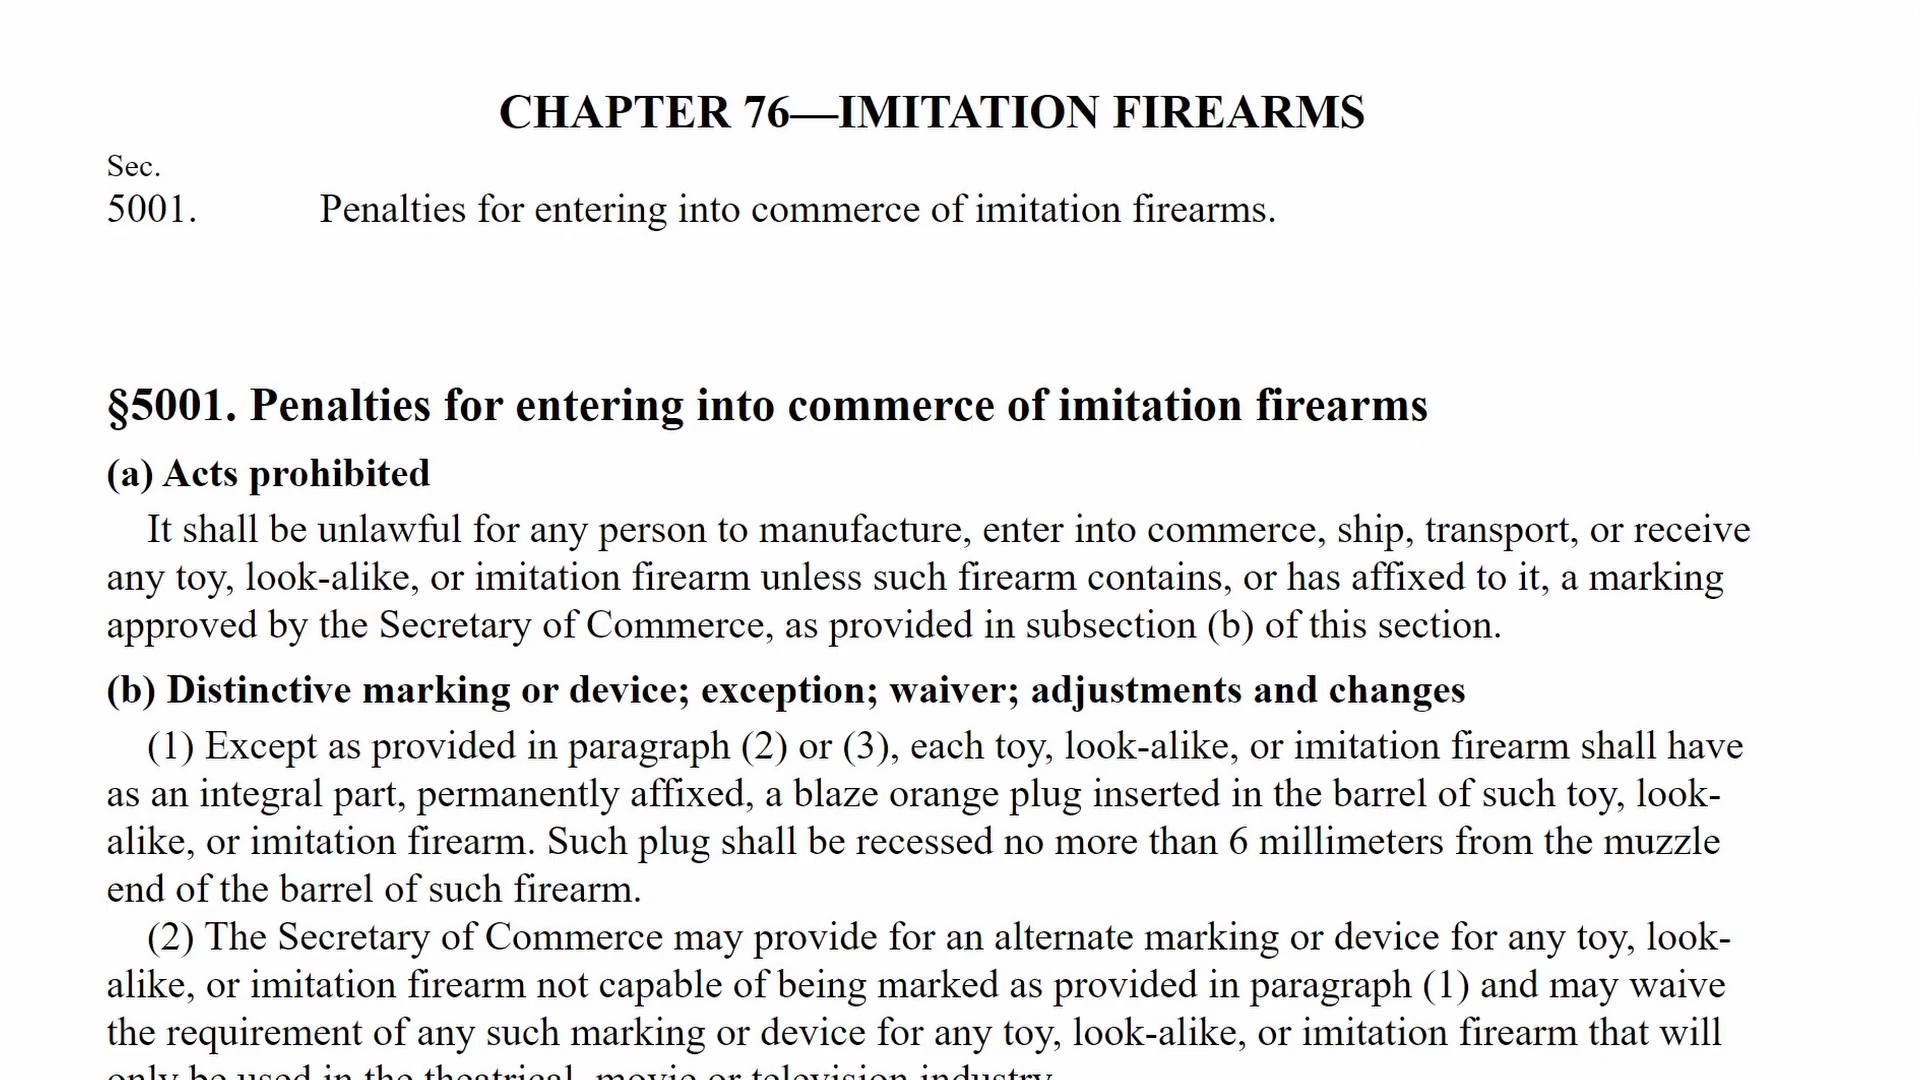 CHAPTER 76—IMITATION FIREARMS
Sec.
5001. Penalties for entering into commerce of imitation firearms.
§5001. Penalties for entering into commerce of imitation firearms
(a) Acts prohibited
It shall be unlawful for any person to manufacture, enter into commerce, ship, transport, or receive
any toy, look-alike, or imitation firearm unless such firearm contains, or has affixed to it, a marking
approved by the Secretary of Commerce, as provided in subsection (b) of this section.
(b) Distinctive marking or device; exception; waiver; adjustments and changes
(1) Except as provided in paragraph (2) or (3), each toy, look-alike, or imitation firearm shall have
as an integral part, permanently affixed, a blaze orange plug inserted in the barrel of such toy, look-
alike, or imitation firearm. Such plug shall be recessed no more than 6 millimeters from the muzzle
end of the barrel of such firearm.
(2) The Secretary of Commerce may provide for an alternate marking or device for any toy, look-
alike, or imitation firearm not capable of being marked as provided in paragraph (1) and may waive
the requirement of any such marking or device for any toy, look-alike, or imitation firearm that will
only be used in the theatrical, movie or television industry.